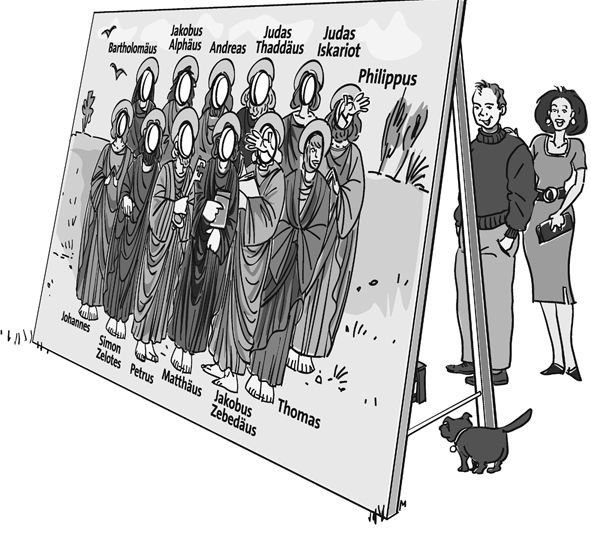 Bartholomäus
Jakobus
Alphäus
Andreas
Judas
Thaddäus
Judas
Iskariot
Philippus
Johannes
Simon
Zelotes
Petrus
Matthäus
Jakobus
Zebedäus
Thomas